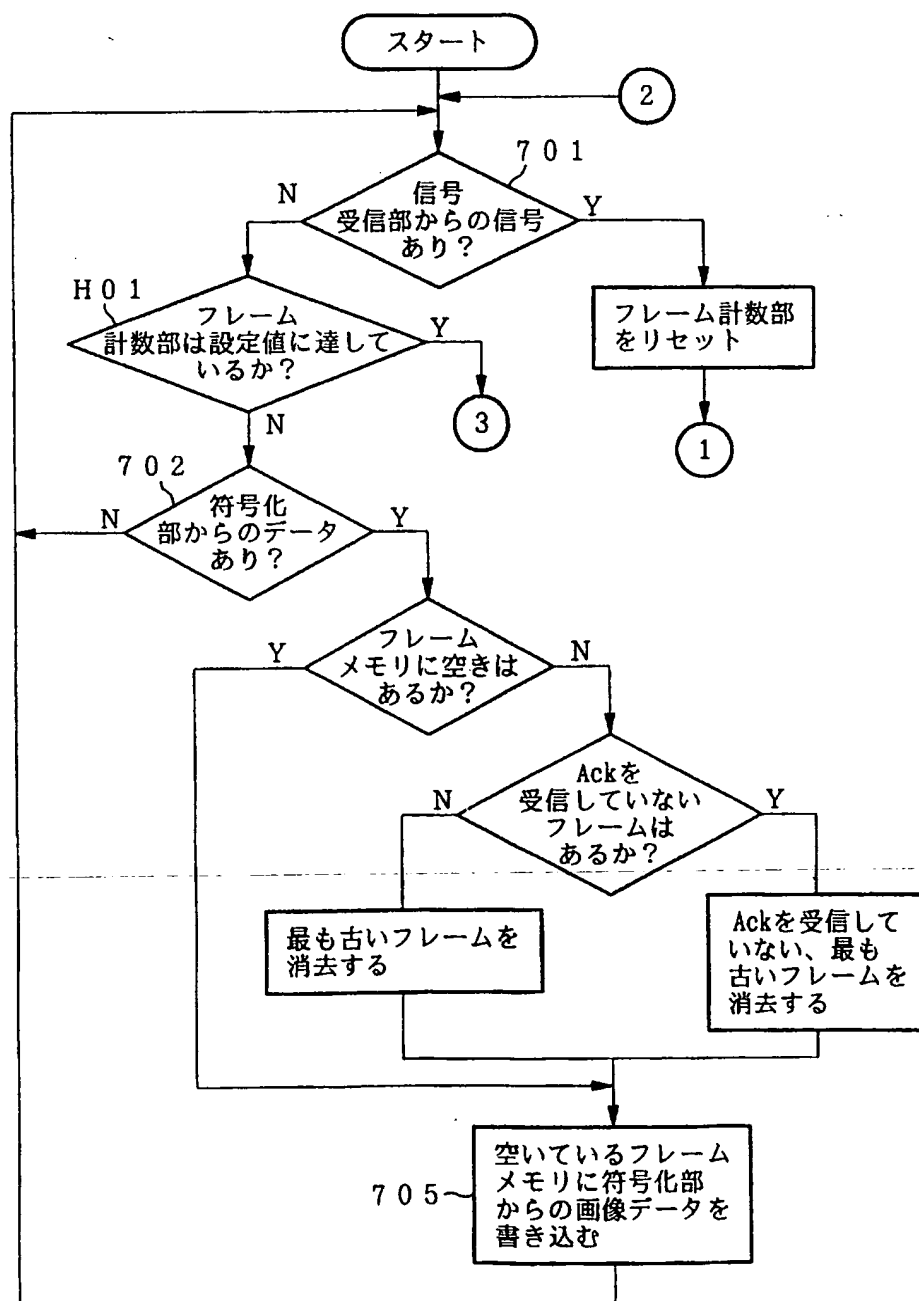 スタート
2
701
信号
受信部からの信号
あり?
N
Y
H01
フレーム
計数部は設定値に達して
いるか?
Y
N
フレーム計数部
をリセット
3
1
702
符号化
部からのデータ
あり?
N
Y
フレーム
メモリに空きは
あるか?
Y
N
Ackを
受信していない
フレームは
あるか?
N
Y
最も古いフレームを
消去する
Ackを受信して
いない、最も
古いフレームを
消去する
705
空いているフレーム
メモリに符号化部
からの画像データを
書き込む